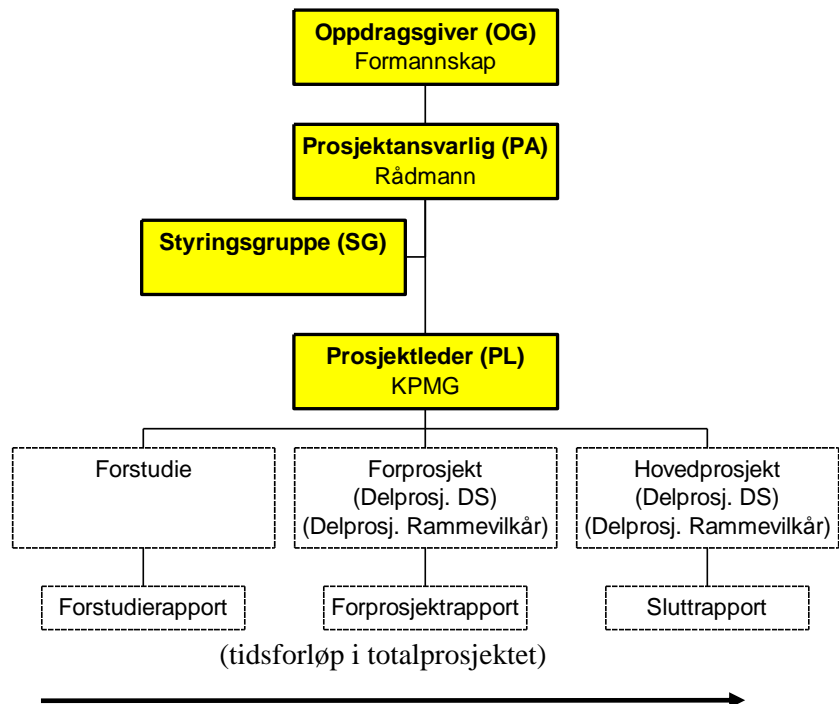 Oppdragsgiver (OG)
Formannskap
Prosjektansvarlig (PA)
Rådmann
Styringsgruppe (SG)
Prosjektleder (PL)
KPMG
Forstudie
Forprosjekt
(Delprosj. DS)
(Delprosj. Rammevilkår)
Hovedprosjekt
(Delprosj. DS)
(Delprosj. Rammevilkår)
Forstudierapport
Forprosjektrapport
Sluttrapport
(tidsforløp i totalprosjektet)